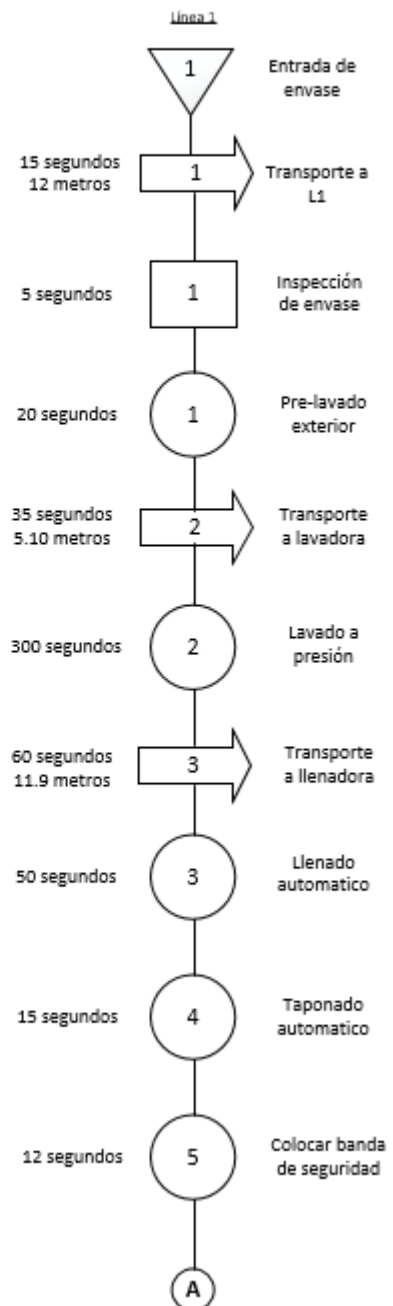 Línea 1
1
Entrada de
envase
15 segundos
12 metros
1
Transporte a
L1
5 segundos
1
Inspección
de envase
20 segundos
1
Pre-lavado
exterior
35 segundos
5.10 metros
2
Transporte
a lavadora
300 segundos
2
Lavado a
presión
60 segundos
11.9 metros
3
Transporte
a llenadora
50 segundos
3
Llenado
automatico
15 segundos
4
Taponado
automatico
12 segundos
5
Colocar banda
de seguridad
A